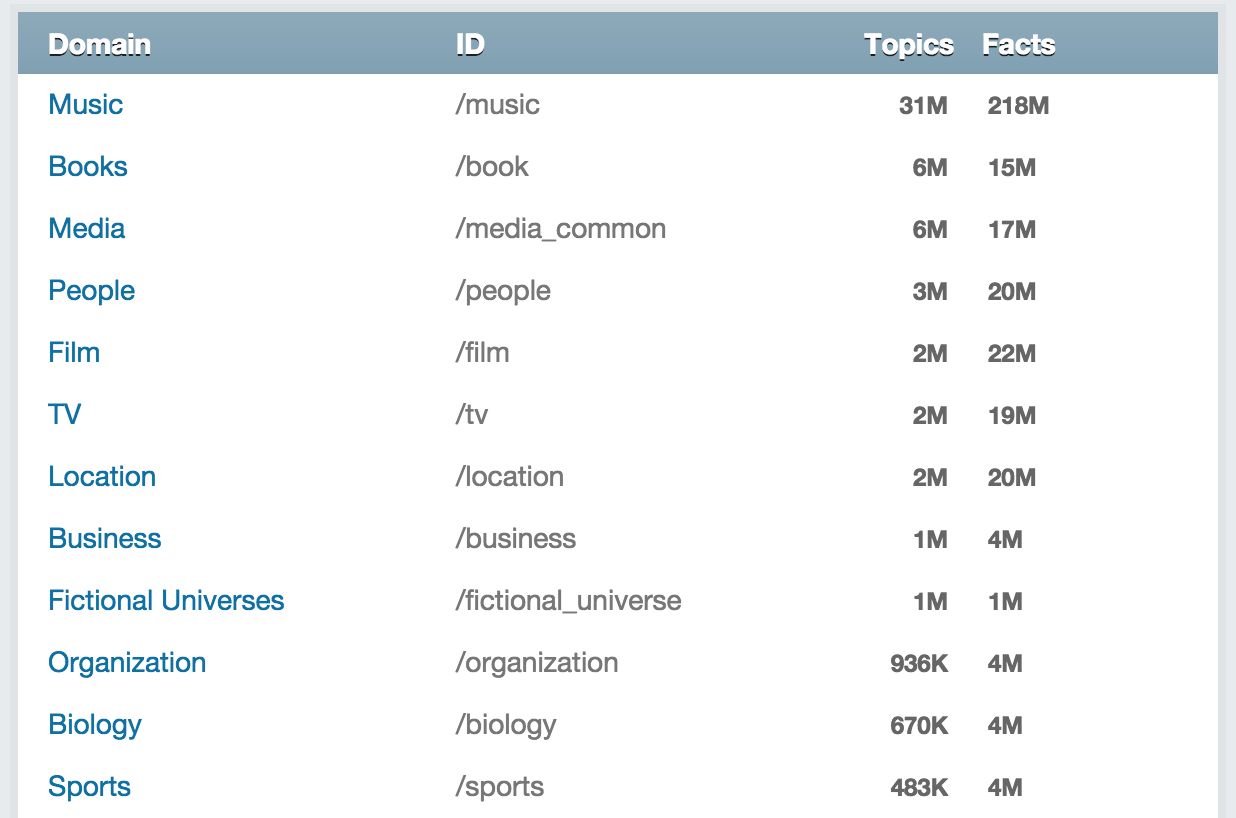 Domain ID Topics Facts
Music /music 31M 218M
Books /book 6M 15M
Media /media_common 6M 17M
People /people 3M 20M
Film /film 2M 22M
TV /tv 2M 19M
Location /location 2M 20M
Business /business 1M 4M
Fictional Universes /fictional_universe 1M 1M
Organization /organization 936K 4M
Biology /biology 670K 4M
Sports /sports 483K 4M